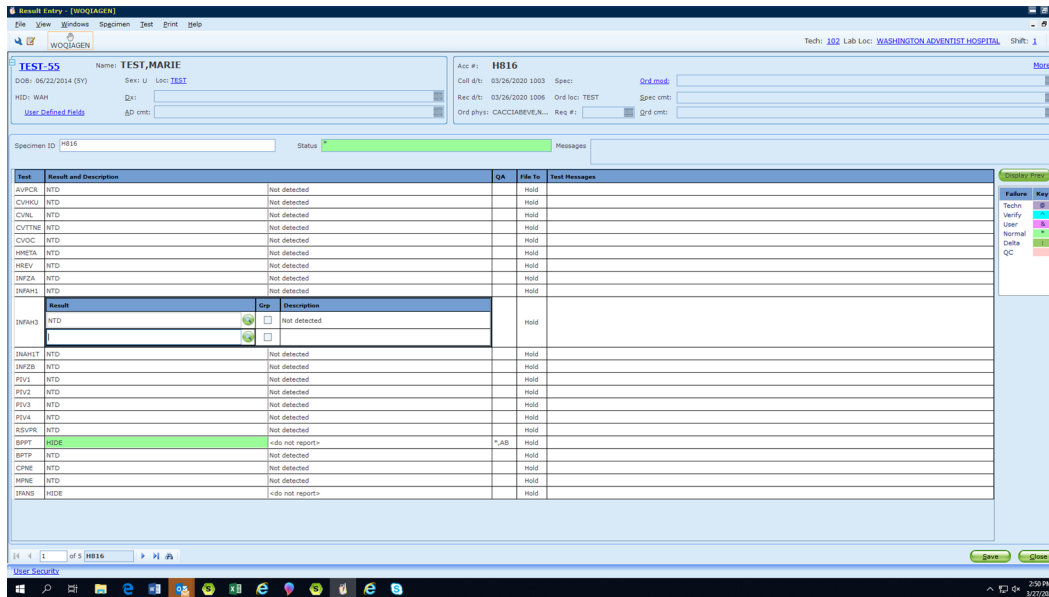 Result Entry - [WOQIAGEN]
File View Windows Specimen Test Print Help
WOQIAGEN
Tech: 102 Lab Loc: WASHINGTON ADVENTIST HOSPITAL Shift: 1
TEST-55 Name: TEST,MARIE
DOB: 06/22/2014 (5Y) Sex: U Loc: TEST
HID: WAH Dx:
User Defined Fields AD cmt:
Acc #: H816 More
Coll d/t: 03/26/2020 1003 Spec: Ord mod:
Rec d/t: 03/26/2020 1006 Ord loc: TEST Spec cmt:
Ord phys: CACCIABEVE,N... Req #: Ord cmt:
Specimen ID H816 Status * Messages
Test Result and Description QA File To Test Messages
AVPCR NTD Not detected Hold
CVHKU NTD Not detected Hold
CVNL NTD Not detected Hold
CVTTNE NTD Not detected Hold
CVOC NTD Not detected Hold
HMETA NTD Not detected Hold
HREV NTD Not detected Hold
INFZA NTD Not detected Hold
INFAH1 NTD Not detected Hold
Result Grp Description
INFAH3 NTD Not detected Hold
INAH1T NTD Not detected Hold
INFZB NTD Not detected Hold
PIV1 NTD Not detected Hold
PIV2 NTD Not detected Hold
PIV3 NTD Not detected Hold
PIV4 NTD Not detected Hold
RSVPR NTD Not detected Hold
BPPT HIDE <do not report> *,AB Hold
BPTP NTD Not detected Hold
CPNE NTD Not detected Hold
MPNE NTD Not detected Hold
IFANS HIDE <do not report> Hold
Display Prev
Failure Key
Techn @
Verify ^
User &
Normal *
Delta !
QC
1 of 5 H816
Save Close
User Security
2:50 PM
3/27/20